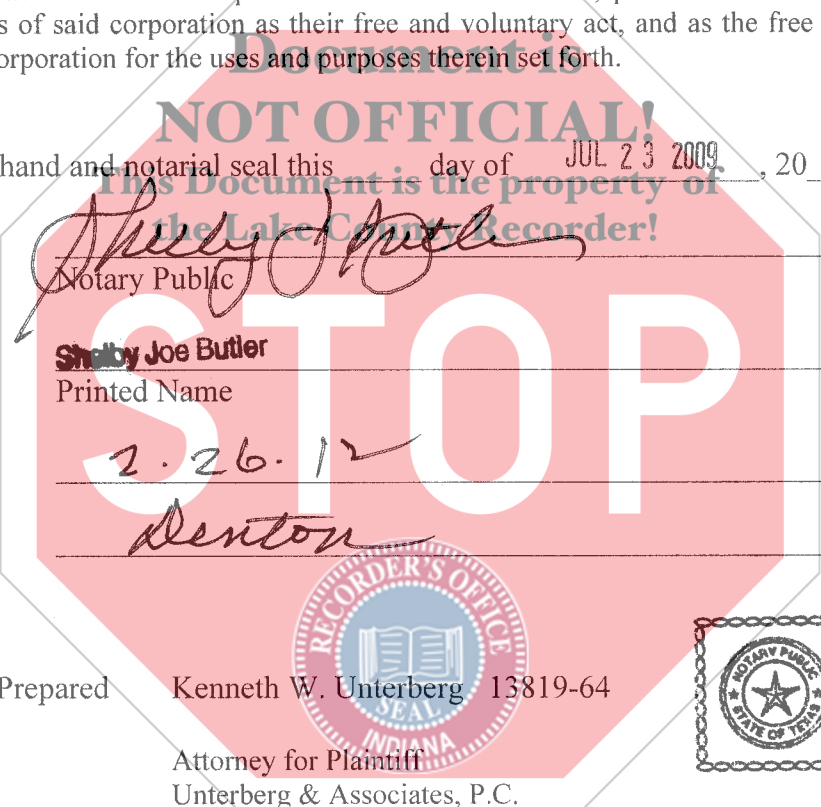 s of said corporation as their free and voluntary act, and as the free
orporation for the uses and purposes therein set forth.
Document is
NOT OFFICIAL!
hand and notarial seal this day of JUL 23 2009, 20
This Document is the property of
the Lake County Recorder!
Shelby J Butler
Notary Public
STOP
Shelby Joe Butler
Printed Name
2.26.12
Denton
RECORDER'S OFFICE
SEAL
INDIANA
Prepared Kenneth W. Unterberg 13819-64
NOTARY PUBLIC
STATE OF TEXAS
Attorney for Plaintiff
Unterberg & Associates, P.C.